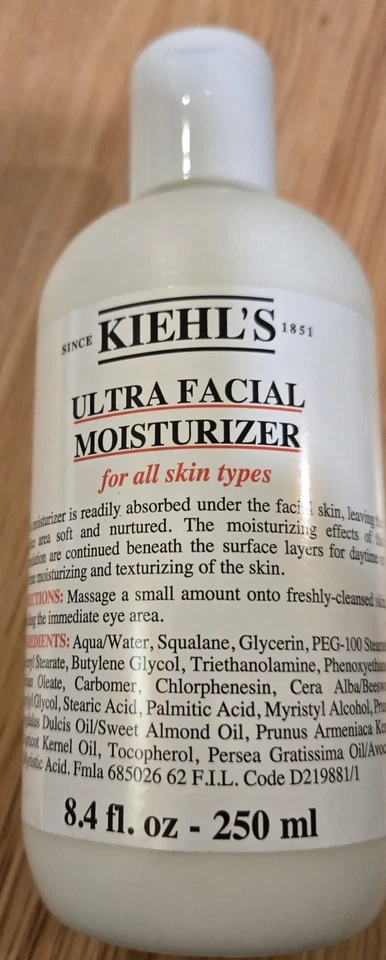 SINCE KIEHL'S 1851
ULTRA FACIAL
MOISTURIZER
for all skin types
moisturizer is readily absorbed under the facial skin, leaving
area soft and nurtured. The moisturizing effects of
are continued beneath the surface layers for daytime or
moisturizing and texturizing of the skin.
Massage a small amount onto freshly-cleansed
the immediate eye area.
Aqua/Water, Squalane, Glycerin, PEG-100
Stearate, Butylene Glycol, Triethanolamine,
Oleate, Carbomer, Chlorphenesin, Cera Alba/Beeswax
Glycol, Stearic Acid, Palmitic Acid, Myristyl Alcohol,
Dulcis Oil/Sweet Almond Oil, Prunus Armeniaca
Kernel Oil, Tocopherol, Persea Gratissima
Acid, Fmla 685026 62 F.I.L. Code D219881/1
8.4 fl. oz - 250 ml